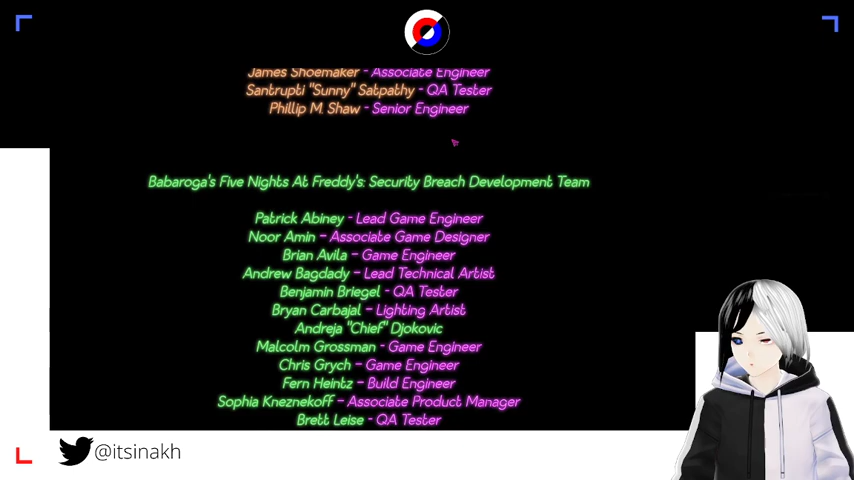 James Shoemaker - Associate Engineer
Santrupti "Sunny" Satpathy - QA Tester
Phillip M. Shaw - Senior Engineer
Babaroga's Five Nights At Freddy's: Security Breach Development Team
Patrick Abiney - Lead Game Engineer
Noor Amin – Associate Game Designer
Brian Avila – Game Engineer
Andrew Bagdady – Lead Technical Artist
Benjamin Briegel - QA Tester
Bryan Carbajal – Lighting Artist
Andreja "Chief" Djokovic
Malcolm Grossman - Game Engineer
Chris Grych – Game Engineer
Fern Heintz – Build Engineer
Sophia Kneznekoff – Associate Product Manager
Brett Leise - QA Tester
@itsinakh